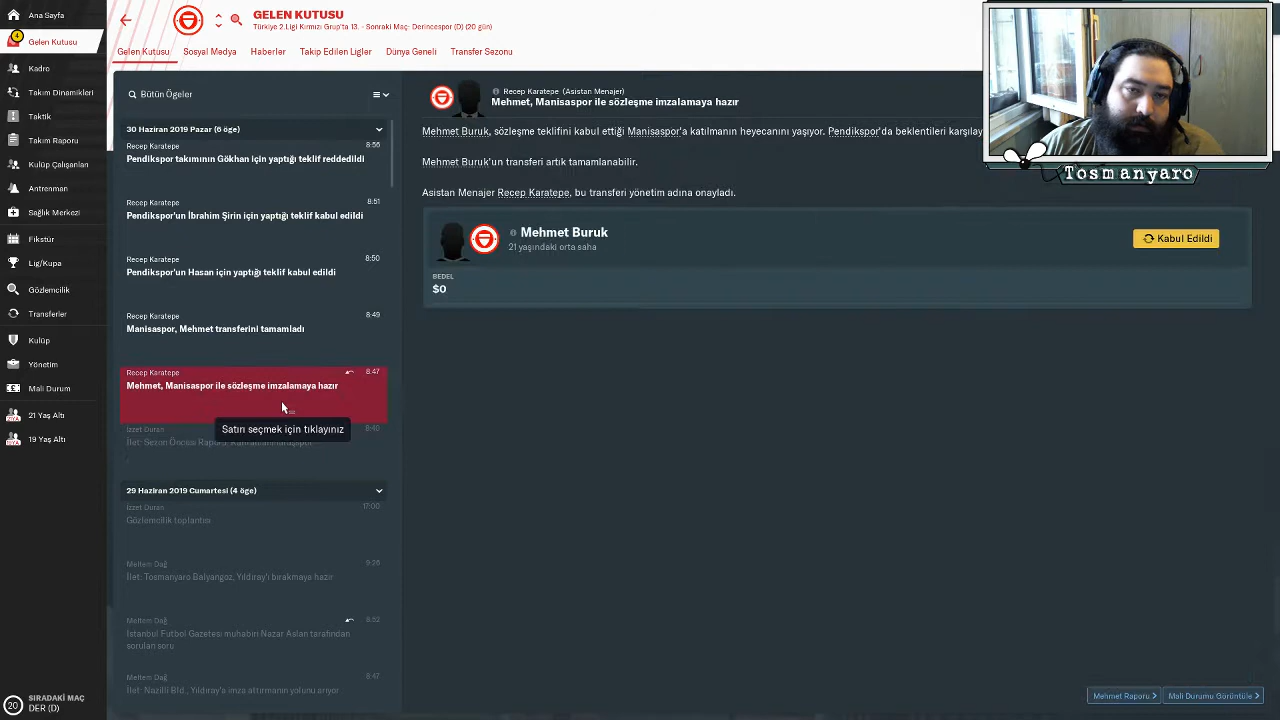 Ana Sayfa
4
Gelen Kutusu
Kadro
Takım Dinamikleri
Taktik
Takım Raporu
Kulüp Çalışanları
Antrenman
Sağlık Merkezi
Fikstür
Lig/Kupa
Gözlemcilik
Transferler
Kulüp
Yönetim
Mali Durum
21 Yaş Altı
19 Yaş Altı
20
SIRADAKİ MAÇ
DER (D)
GELEN KUTUSU
Türkiye 2.Ligi Kırmızı Grup'ta 13. - Sonraki Maç- Derincespor (D) (20 gün)
Gelen Kutusu Sosyal Medya Haberler Takip Edilen Ligler Dünya Geneli Transfer Sezonu
Bütün Ögeler
30 Haziran 2019 Pazar (6 öge)
Recep Karatepe 8:56
Pendikspor takımının Gökhan için yaptığı teklif reddedildi
Recep Karatepe 8:51
Pendikspor'un İbrahim Şirin için yaptığı teklif kabul edildi
Recep Karatepe 8:50
Pendikspor'un Hasan için yaptığı teklif kabul edildi
Recep Karatepe 8:49
Manisaspor, Mehmet transferini tamamladı
Recep Karatepe 8:47
Mehmet, Manisaspor ile sözleşme imzalamaya hazır
Satırı seçmek için tıklayınız
İzzet Duran 8:40
İlet: Sezon Öncesi Raporu:
29 Haziran 2019 Cumartesi (4 öge)
İzzet Duran 17:00
Gözlemcilik toplantısı
Meltem Dağ 9:26
İlet: Tosmanyaro Balyangoz, Yıldıray'ı bırakmaya hazır
Meltem Dağ 8:52
İstanbul Futbol Gazetesi muhabiri Nazar Aslan tarafından
sorulan soru
Meltem Dağ 8:47
İlet: Nazilli Bld., Yıldıray'a imza attırmanın yolunu arıyor
Recep Karatepe (Asistan Menajer)
Mehmet, Manisaspor ile sözleşme imzalamaya hazır
Mehmet Buruk, sözleşme teklifini kabul ettiği Manisaspor'a katılmanın heyecanını yaşıyor. Pendikspor'da beklentileri karşılay
Mehmet Buruk'un transferi artık tamamlanabilir.
Asistan Menajer Recep Karatepe, bu transferi yönetim adına onayladı.
Mehmet Buruk
21 yaşındaki orta saha
Kabul Edildi
BEDEL
$0
Mehmet Raporu
Mali Durumu Görüntüle
Tosmanyaro